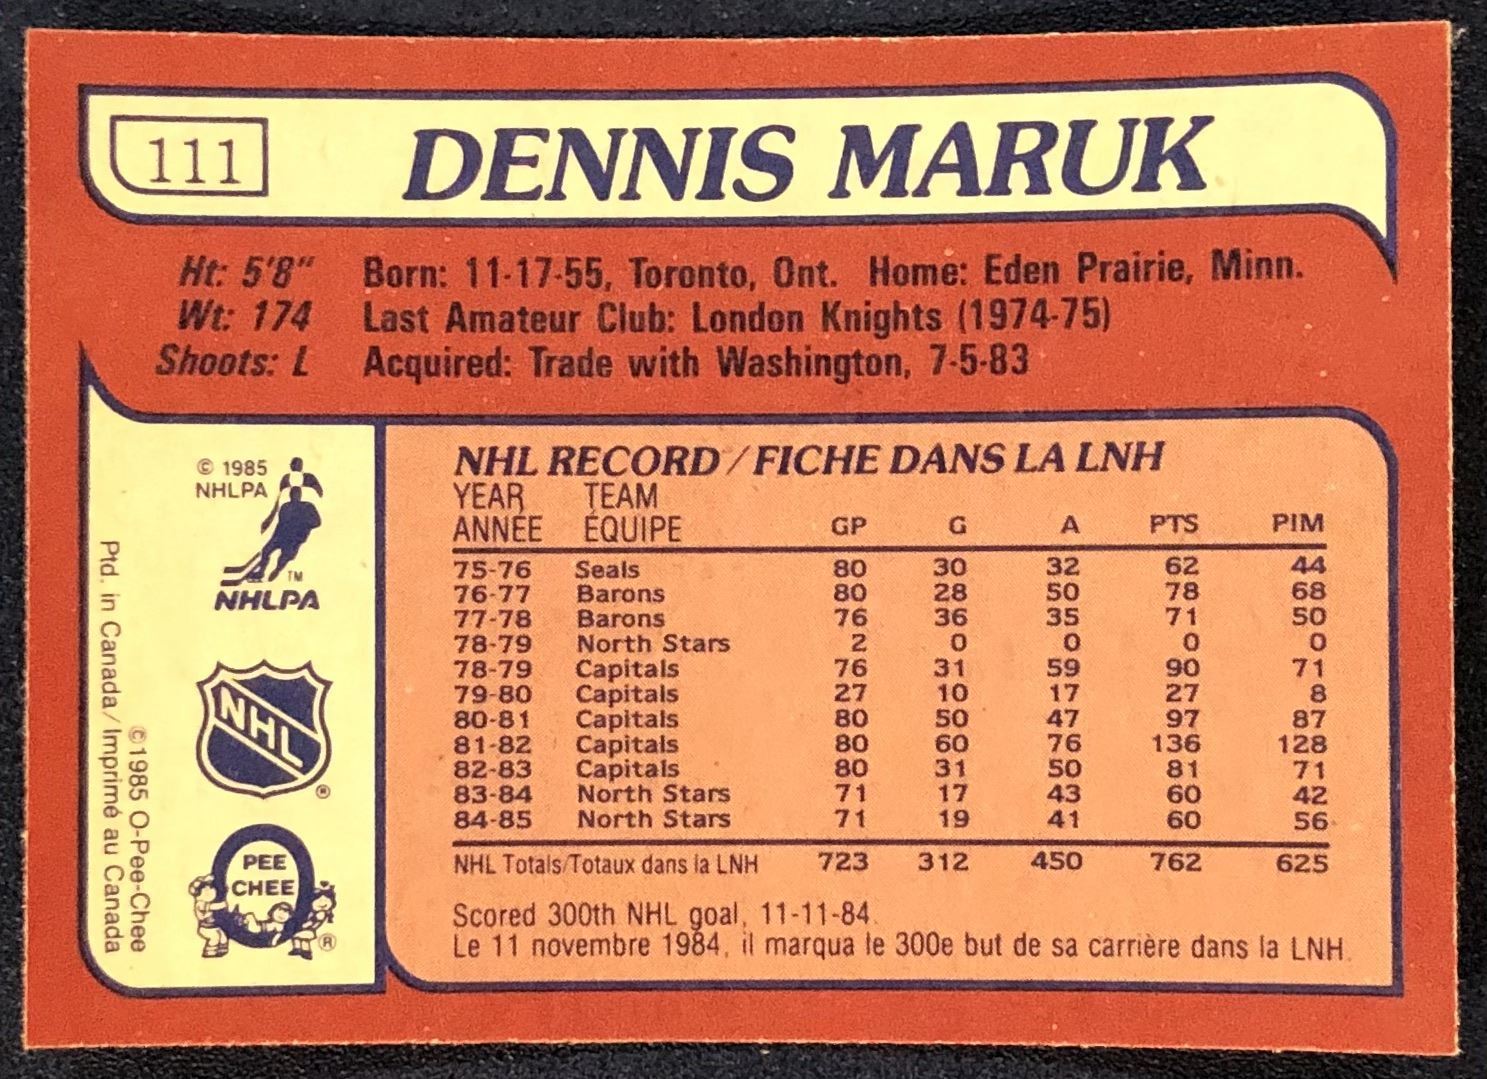 111 DENNIS MARUK
Ht: 5'8" Born: 11-17-55, Toronto, Ont. Home: Eden Prairie, Minn.
Wt: 174 Last Amateur Club: London Knights (1974-75)
Shoots: L Acquired: Trade with Washington, 7-5-83
© 1985
NHLPA
TM
NHLPA
NHL
®
PEE
CHEE
®
©1985 O-Pee-Chee
Ptd. in Canada/Imprimé au Canada
NHL RECORD/FICHE DANS LA LNH
YEAR TEAM
ANNÉE ÉQUIPE GP G A PTS PIM
75-76 Seals 80 30 32 62 44
76-77 Barons 80 28 50 78 68
77-78 Barons 76 36 35 71 50
78-79 North Stars 2 0 0 0 0
78-79 Capitals 76 31 59 90 71
79-80 Capitals 27 10 17 27 8
80-81 Capitals 80 50 47 97 87
81-82 Capitals 80 60 76 136 128
82-83 Capitals 80 31 50 81 71
83-84 North Stars 71 17 43 60 42
84-85 North Stars 71 19 41 60 56
NHL Totals/Totaux dans la LNH 723 312 450 762 625
Scored 300th NHL goal, 11-11-84.
Le 11 novembre 1984, il marqua le 300e but de sa carrière dans la LNH.